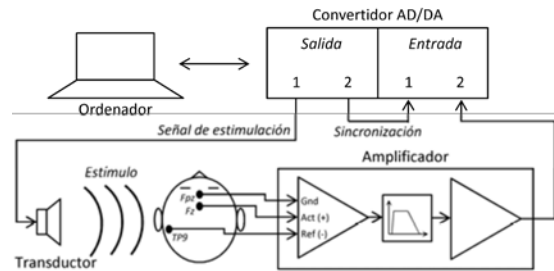 Convertidor AD/DA
Salida
Entrada
1
2
1
2
Ordenador
Señal de estimulación
Sincronización
Amplificador
Estímulo
Fpz
Fz
TP9
Gnd
Act (+)
Ref (-)
Transductor